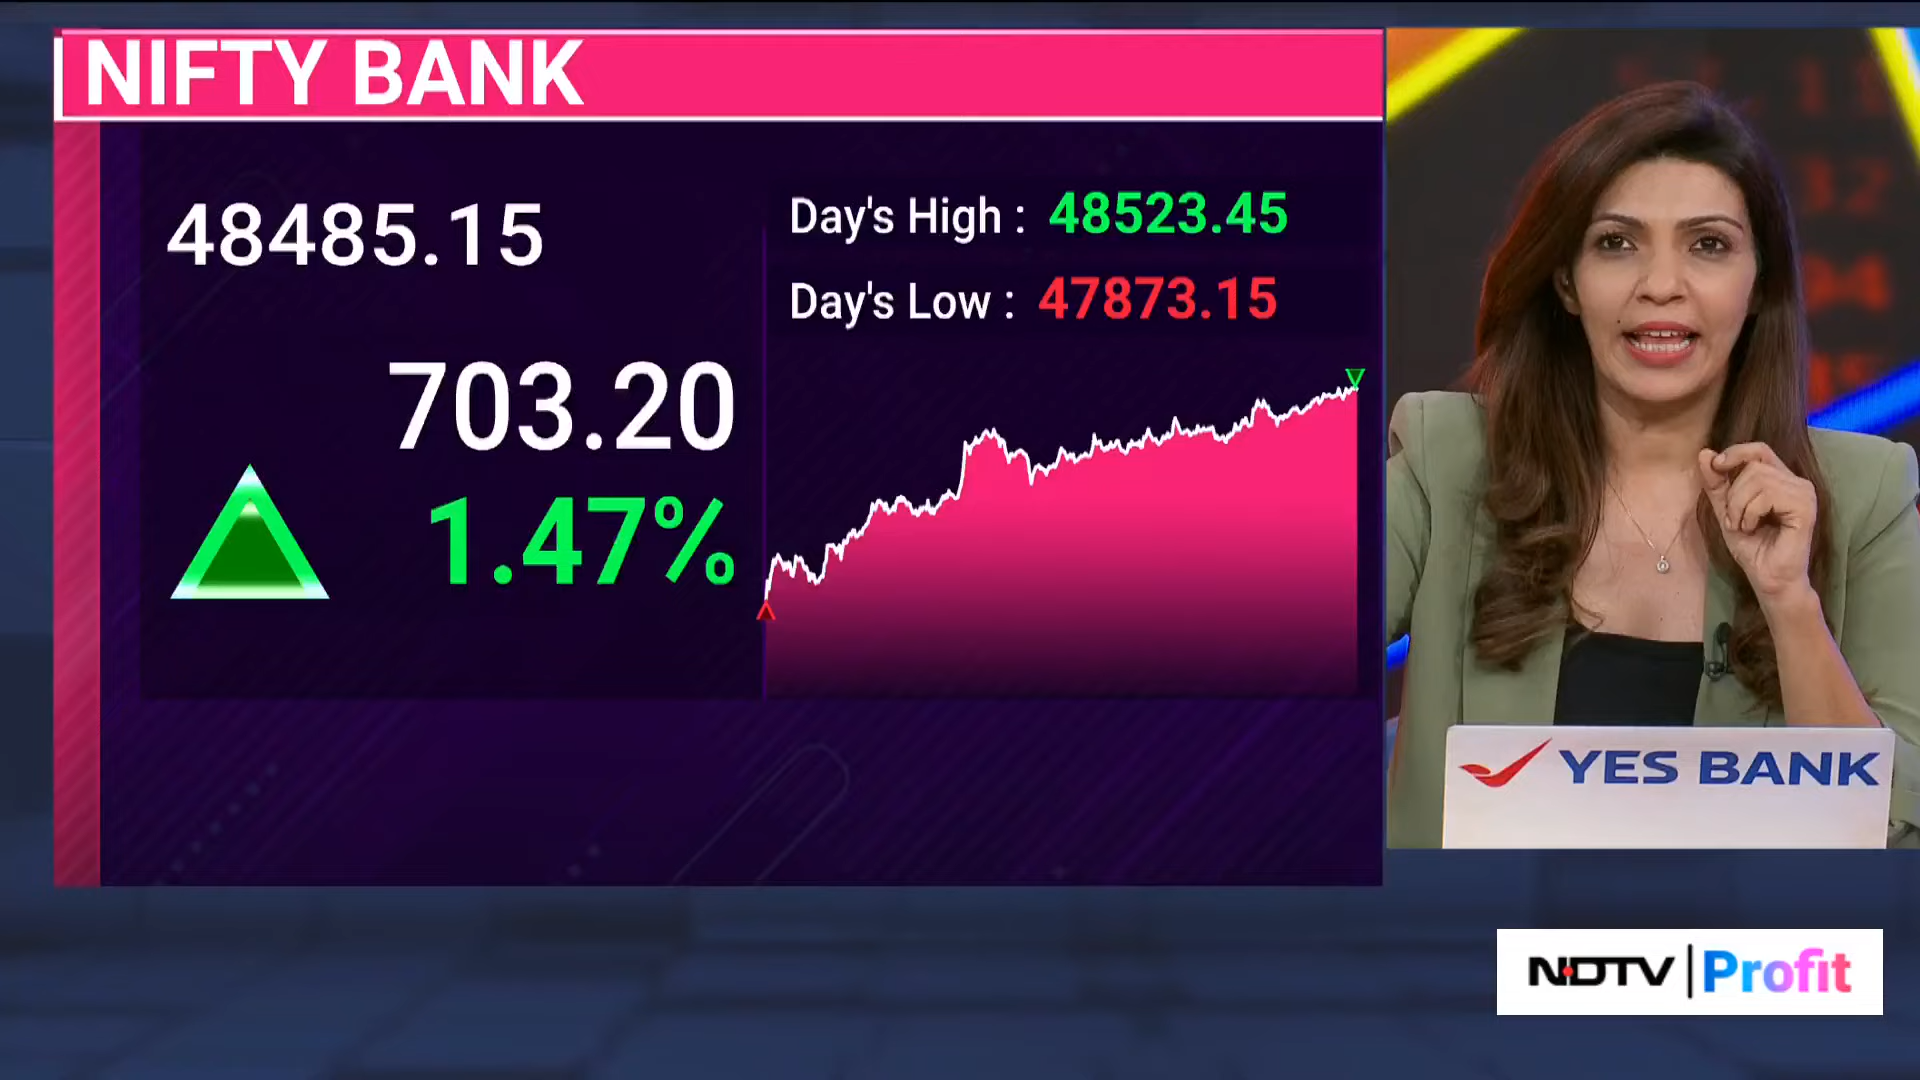 NIFTY BANK
48485.15
703.20
1.47%
Day's High : 48523.45
Day's Low : 47873.15
YES BANK
NDTV | Profit